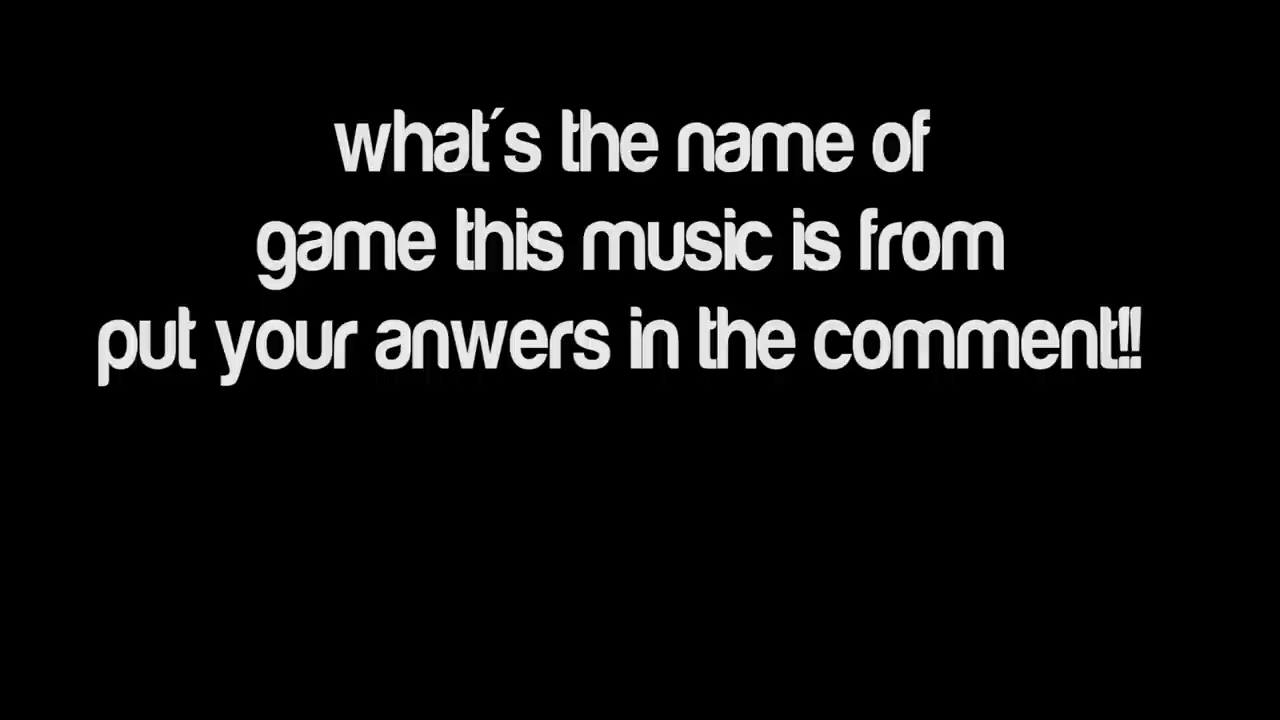 what´s the name of
game this music is from
put your anwers in the comment!!